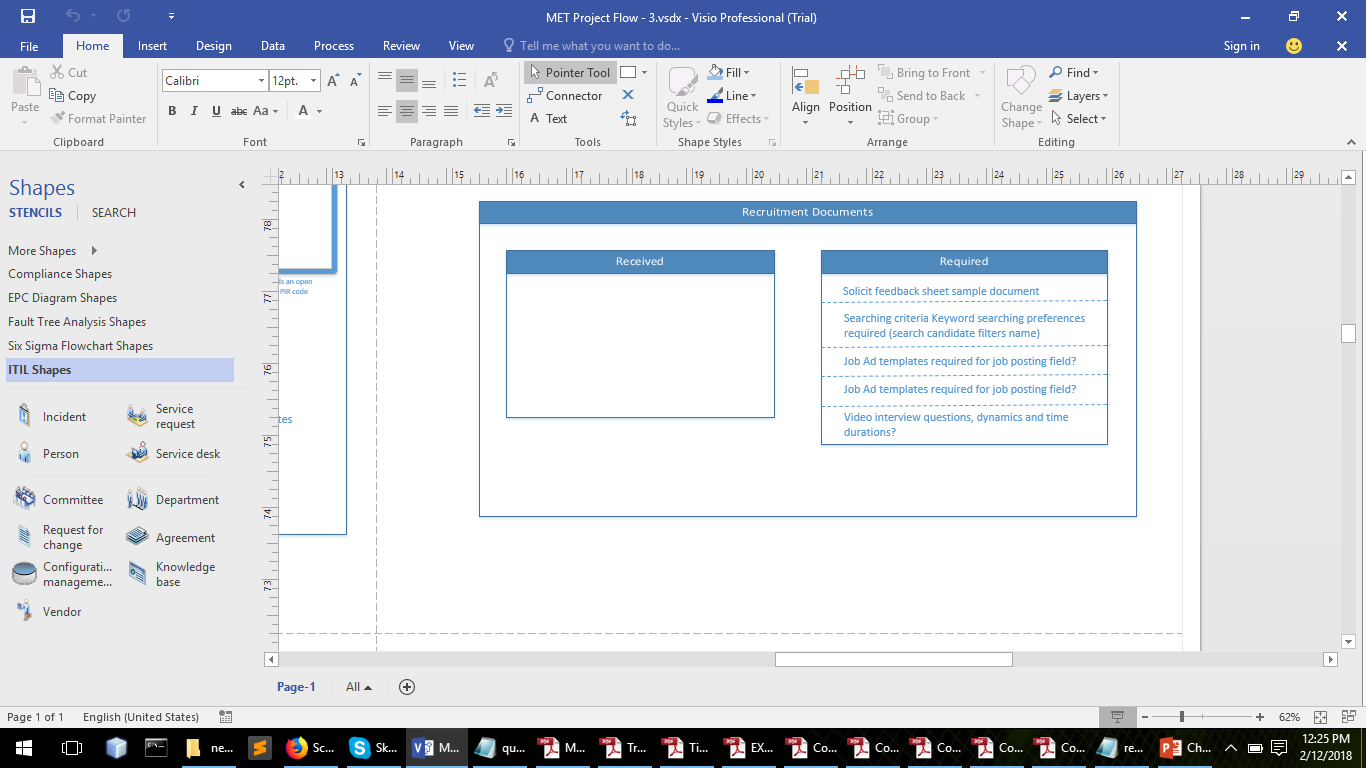 MET Project Flow - 3.vsdx - Visio Professional (Trial)
File Home Insert Design Data Process Review View Tell me what you want to do... Sign in
Paste
Cut
Copy
Format Painter
Clipboard
Calibri 12pt.
B I U abc Aa A
Font
Paragraph
Pointer Tool
Connector
A Text
Tools
Quick Styles
Fill
Line
Effects
Shape Styles
Align Position
Bring to Front
Send to Back
Group
Arrange
Change Shape
Find
Layers
Select
Editing
Shapes
STENCILS SEARCH
More Shapes
Compliance Shapes
EPC Diagram Shapes
Fault Tree Analysis Shapes
Six Sigma Flowchart Shapes
ITIL Shapes
Incident
Service
request
Person
Service desk
Committee
Department
Request for
change
Agreement
Configurati...
manageme...
Knowledge
base
Vendor
2 13 14 15 16 17 18 19 20 21 22 23 24 25 26 27 28 29
78
77
76
75
74
73
Is an open
PIR code
tes
Recruitment Documents
Received
Required
Solicit feedback sheet sample document
Searching criteria Keyword searching preferences
required (search candidate filters name)
Job Ad templates required for job posting field?
Job Ad templates required for job posting field?
Video interview questions, dynamics and time
durations?
Page-1 All
Page 1 of 1 English (United States) 62%
ne... Sc... Sk... M... qu... M... Tr... Ti... EX... Co... Co... Co... Co... Co... re... Ch...
12:25 PM
2/12/2018